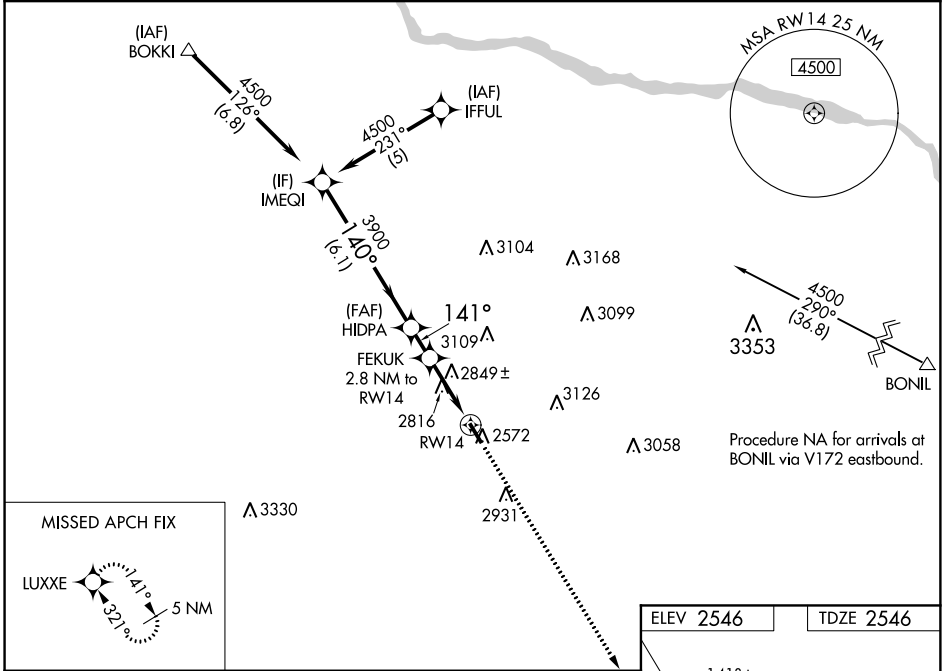 (IAF)
BOKKI
4500
126°
(6.8)
(IAF)
IFFUL
4500
231°
(5)
MSA RW14 25 NM
4500
(IF)
IMEQI
3900
140°
(6.1)
3104
3168
(FAF)
HIDPA
141°
3109
3099
3353
4500
290°
(36.8)
BONIL
FEKUK
2.8 NM to
RW14
2849±
2816
3126
RW14
2572
3058
Procedure NA for arrivals at
BONIL via V172 eastbound.
3330
2931
MISSED APCH FIX
LUXXE
141°
321°
5 NM
ELEV 2546
TDZE 2546